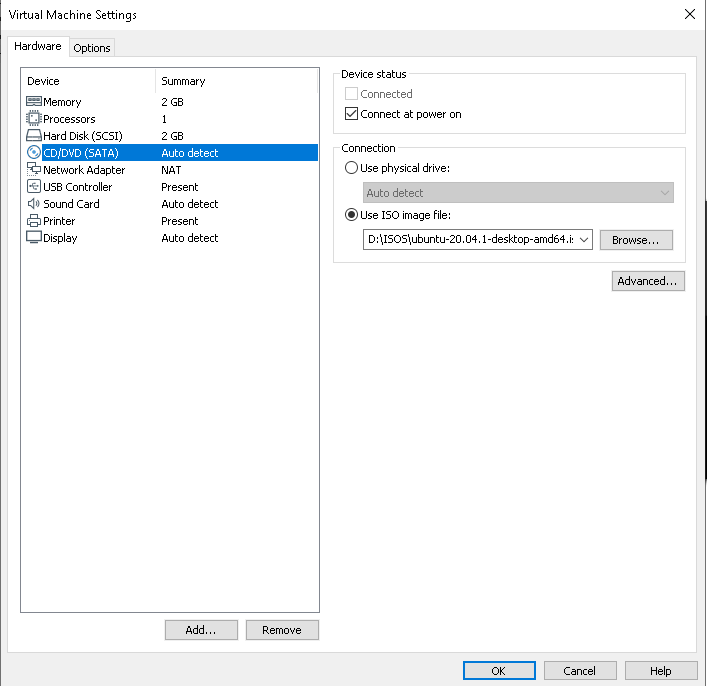 Virtual Machine Settings
Hardware
Options
Device Summary
Memory 2 GB
Processors 1
Hard Disk (SCSI) 2 GB
CD/DVD (SATA) Auto detect
Network Adapter NAT
USB Controller Present
Sound Card Auto detect
Printer Present
Display Auto detect
Add... Remove
Device status
Connected
Connect at power on
Connection
Use physical drive:
Auto detect
Use ISO image file:
D:\ISOS\ubuntu-20.04.1-desktop-amd64.is
Browse...
Advanced...
OK Cancel Help